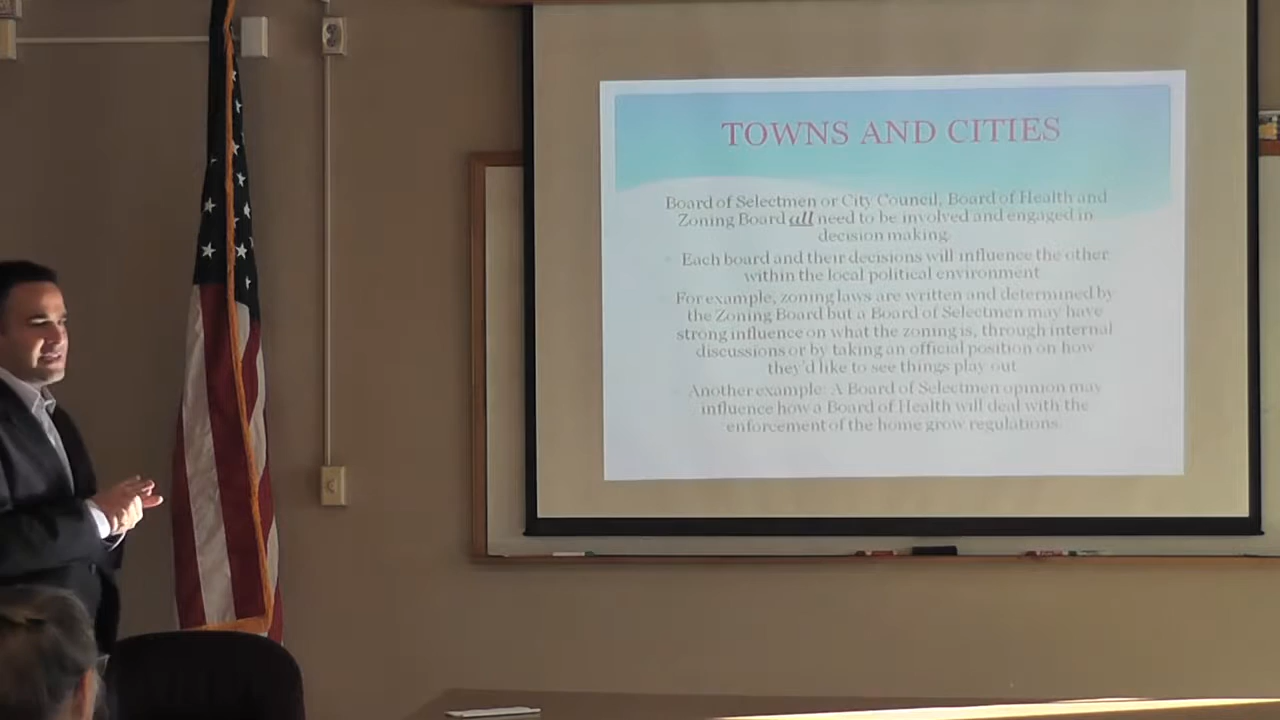 TOWNS AND CITIES
Board of Selectmen or City Council, Board of Health and
Zoning Board all need to be involved and engaged in
decision making.
Each board and their decisions will influence the other
within the local political environment
For example, zoning laws are written and determined by
the Zoning Board but a Board of Selectmen may have
strong influence on what the zoning is, through internal
discussions or by taking an official position on how
they'd like to see things play out
Another example: A Board of Selectmen opinion may
influence how a Board of Health will deal with the
enforcement of the home grow regulations.